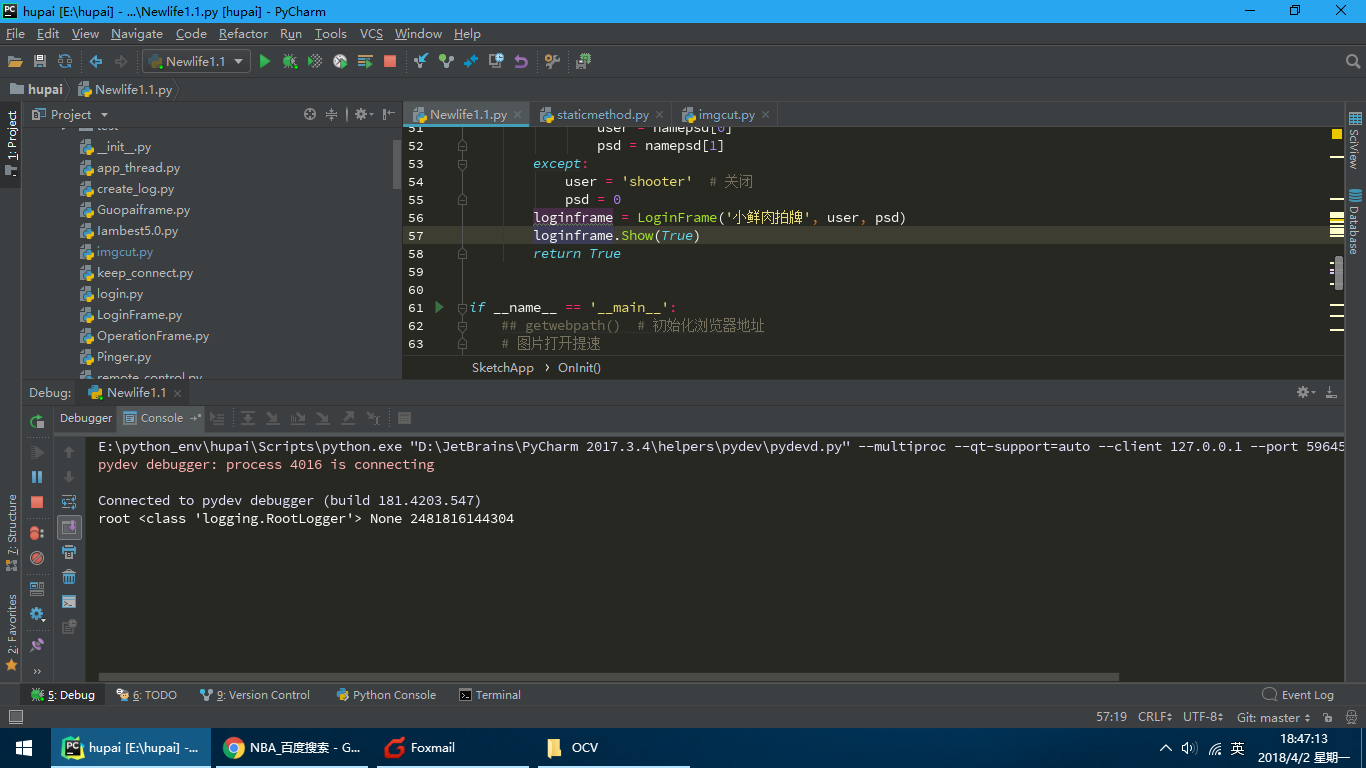 hupai [E:\hupai] - ...\Newlife1.1.py [hupai] - PyCharm
File Edit View Navigate Code Refactor Run Tools VCS Window Help
Newlife1.1
hupai Newlife1.1.py
1: Project
Project
test
__init__.py
app_thread.py
create_log.py
Guopaiframe.py
Iambest5.0.py
imgcut.py
keep_connect.py
login.py
LoginFrame.py
OperationFrame.py
Pinger.py
remote_control.py
Newlife1.1.py staticmethod.py imgcut.py
51 user = namepsd[0]
52 psd = namepsd[1]
53 except:
54 user = 'shooter' # 关闭
55 psd = 0
56 loginframe = LoginFrame('小鲜肉拍牌', user, psd)
57 loginframe.Show(True)
58 return True
59
60
61 if __name__ == '__main__':
62 ## getwebpath() # 初始化浏览器地址
63 # 图片打开提速
SketchApp › OnInit()
SciView
Database
Debug: Newlife1.1
Debugger Console
E:\python_env\hupai\Scripts\python.exe "D:\JetBrains\PyCharm 2017.3.4\helpers\pydev\pydevd.py" --multiproc --qt-support=auto --client 127.0.0.1 --port 59645
pydev debugger: process 4016 is connecting
Connected to pydev debugger (build 181.4203.547)
root <class 'logging.RootLogger'> None 2481816144304
7: Structure
2: Favorites
5: Debug 6: TODO 9: Version Control Python Console Terminal Event Log
57:19 CRLF UTF-8 Git: master
hupai [E:\hupai] -... NBA_百度搜索 - G... Foxmail OCV 英 18:47:13
2018/4/2 星期一